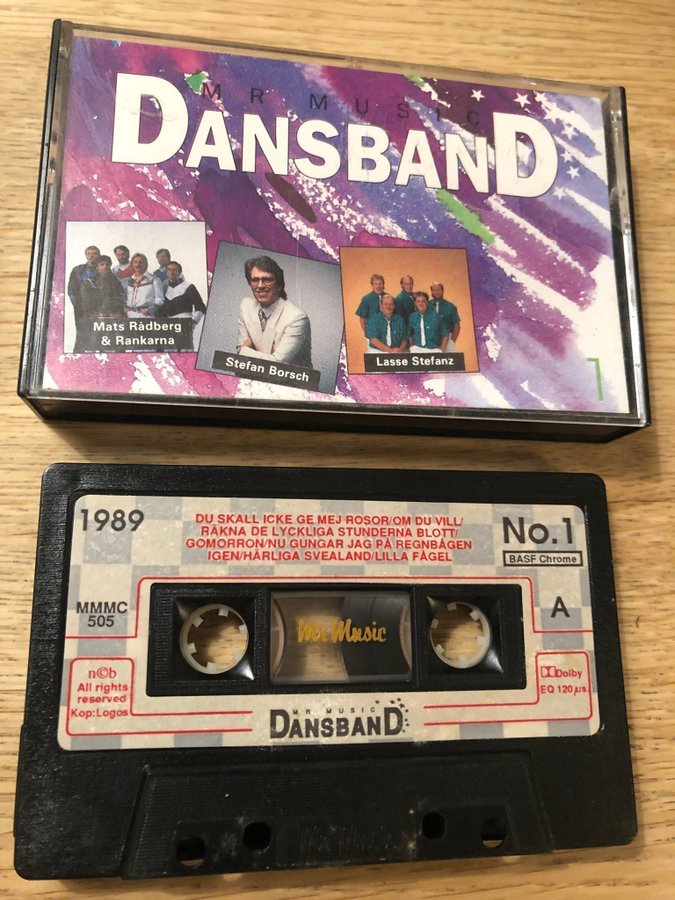 MR MUSIC
DANSBAND
Mats Rådberg
& Rankarna
Stefan Borsch
Lasse Stefanz
1
1989
DU SKALL ICKE GE MEJ ROSOR/OM DU VILL/
RÄKNA DE LYCKLIGA STUNDERNA BLOTT/
GOMORRON/NU GUNGAR JAG PÅ REGNBÅGEN
IGEN/HÄRLIGA SVEALAND/LILLA FÅGEL
No.1
BASF Chrome
MMMC
505
A
Mr Music
n©b
All rights
reserved
Kop:Logos
Dolby
EQ 120 µs.
MR MUSIC
DANSBAND
Mr Music